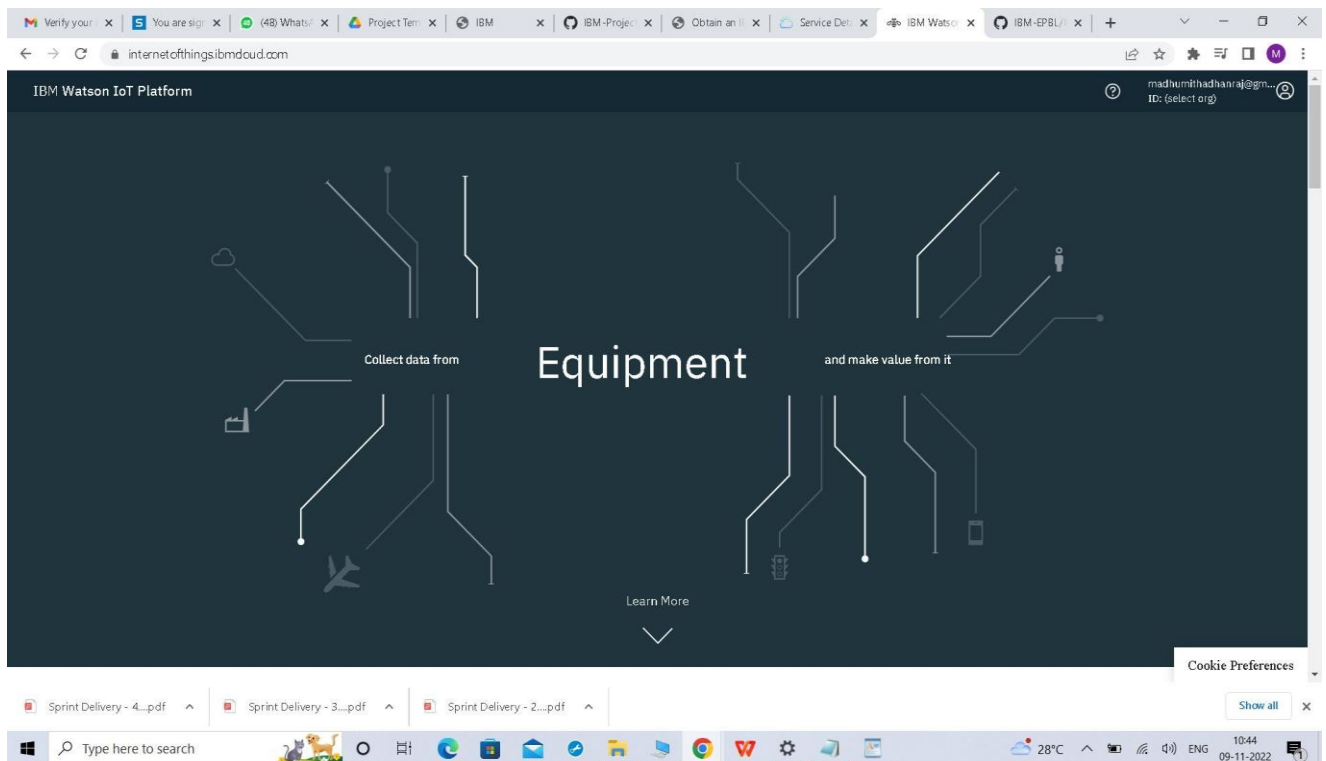 Verify your
You are sign
(48) WhatsA
Project Tem
IBM
IBM-Project
Obtain an
Service Det
IBM Watson
IBM-EPBL/
internetofthings.ibmcloud.com
M
IBM Watson IoT Platform
madhumithadhanraj@gm...
ID: (select org)
Collect data from
Equipment
and make value from it
Learn More
Cookie Preferences
Sprint Delivery - 4....pdf
Sprint Delivery - 3....pdf
Sprint Delivery - 2....pdf
Show all
Type here to search
28°C
ENG
10:44
09-11-2022